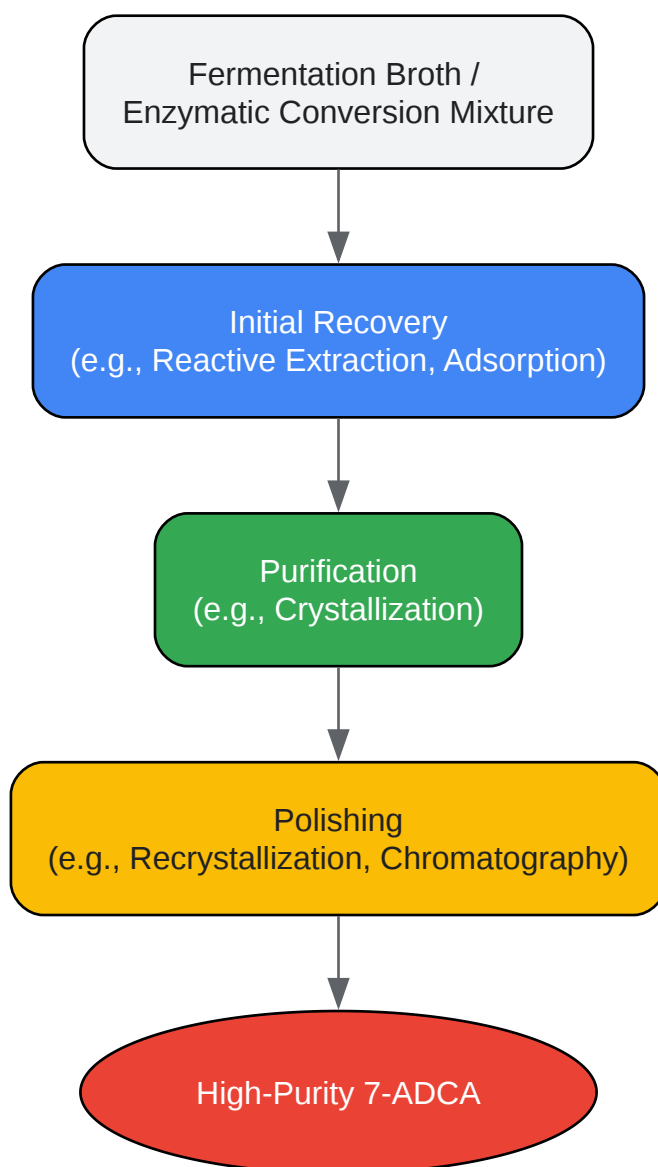 Fermentation Broth /
Enzymatic Conversion Mixture
Initial Recovery
(e.g., Reactive Extraction, Adsorption)
Purification
(e.g., Crystallization)
Polishing
(e.g., Recrystallization, Chromatography)
High-Purity 7-ADCA